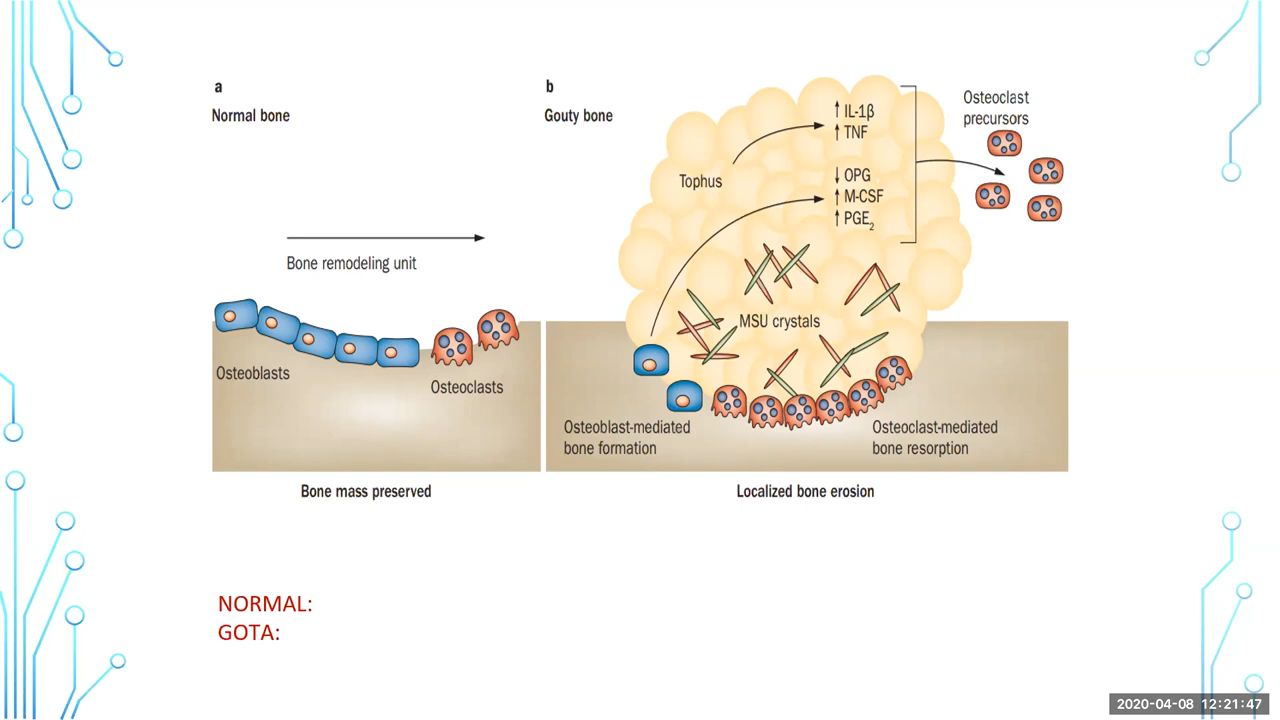 a
Normal bone
Bone remodeling unit
Osteoblasts
Osteoclasts
Bone mass preserved
b
Gouty bone
Tophus
↑ IL-1β
↑ TNF
↓ OPG
↑ M-CSF
↑ PGE₂
Osteoclast
precursors
MSU crystals
Osteoblast-mediated
bone formation
Osteoclast-mediated
bone resorption
Localized bone erosion
NORMAL:
GOTA:
2020-04-08 12:21:47